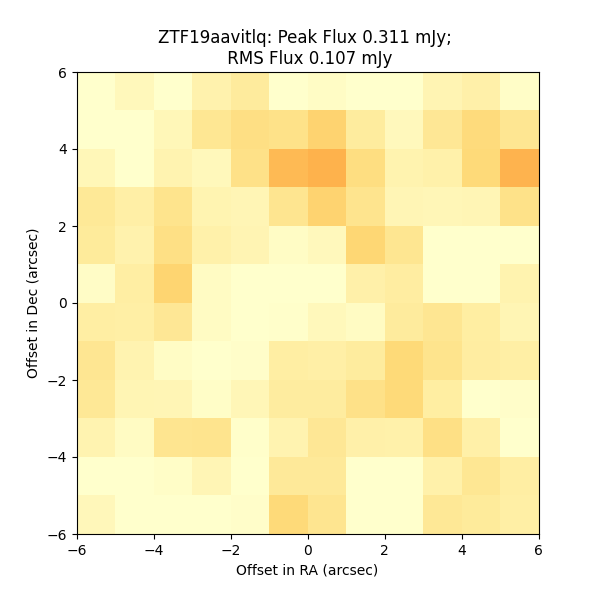 ZTF19aavitlq: Peak Flux 0.311 mJy;
RMS Flux 0.107 mJy
6
4
2
0
−2
−4
−6
Offset in Dec (arcsec)
−6 −4 −2 0 2 4 6
Offset in RA (arcsec)